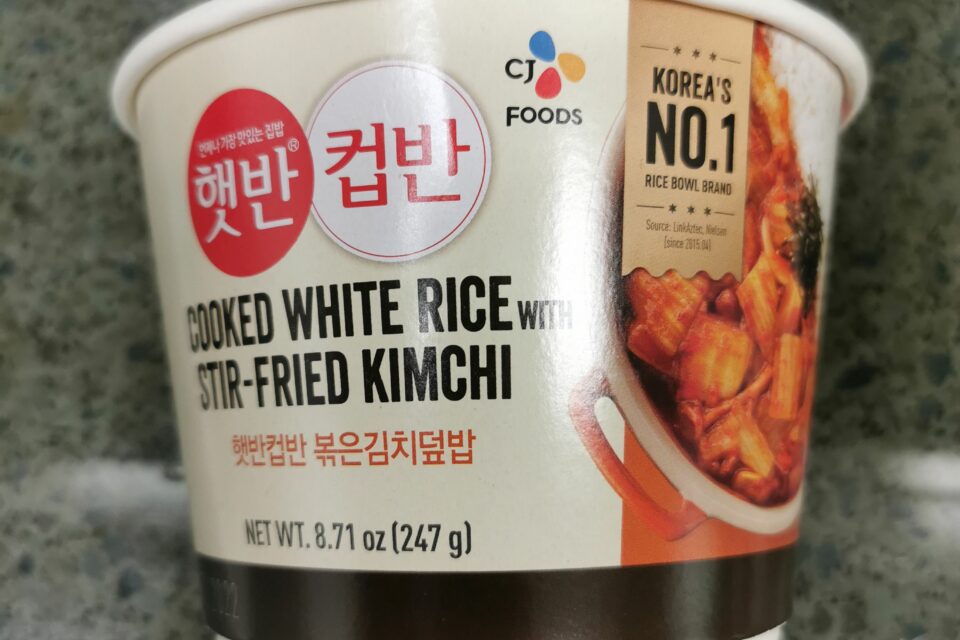 언제나 가장 맛있는 집밥
햇반®
컵반
CJ
FOODS
KOREA'S
NO.1
RICE BOWL BRAND
Source: LinkAztec, Nielsen
(since 2015.04)
COOKED WHITE RICE WITH
STIR-FRIED KIMCHI
햇반컵반 볶은김치덮밥
NET WT. 8.71 oz (247 g)